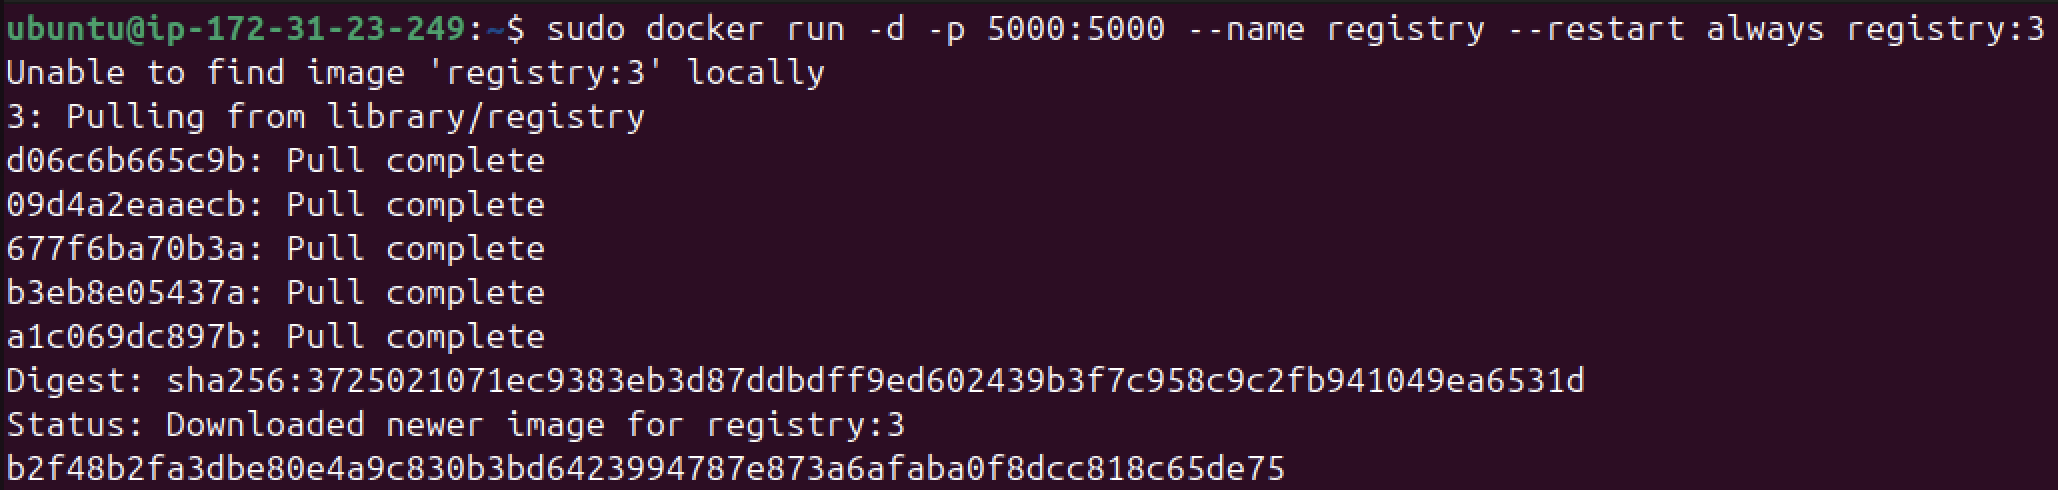 ubuntu@ip-172-31-23-249:~$ sudo docker run -d -p 5000:5000 --name registry --restart always registry:3
Unable to find image 'registry:3' locally
3: Pulling from library/registry
d06c6b665c9b: Pull complete
09d4a2eaaecb: Pull complete
677f6ba70b3a: Pull complete
b3eb8e05437a: Pull complete
a1c069dc897b: Pull complete
Digest: sha256:3725021071ec9383eb3d87ddbdff9ed602439b3f7c958c9c2fb941049ea6531d
Status: Downloaded newer image for registry:3
b2f48b2fa3dbe80e4a9c830b3bd6423994787e873a6afaba0f8dcc818c65de75